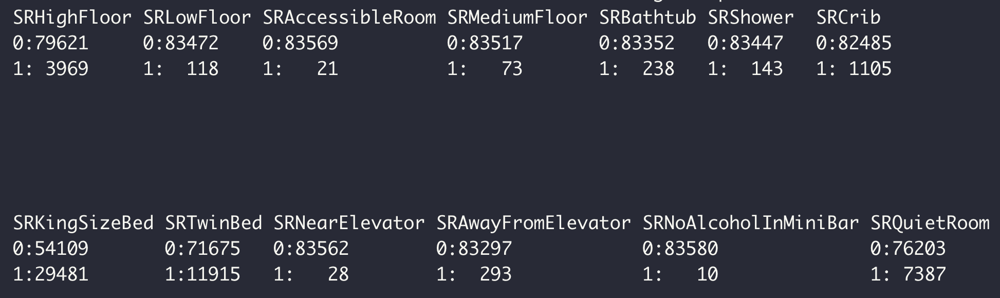 SRHighFloor SRLowFloor SRAccessibleRoom SRMediumFloor SRBathtub SRShower  SRCrib
0:79621     0:83472    0:83569          0:83517       0:83352   0:83447   0:82485
1: 3969     1:  118    1:   21          1:   73       1:  238   1:  143   1: 1105
SRKingSizeBed SRTwinBed SRNearElevator SRAwayFromElevator SRNoAlcoholInMiniBar SRQuietRoom
0:54109       0:71675   0:83562        0:83297            0:83580              0:76203
1:29481       1:11915   1:   28        1:  293            1:   10              1: 7387